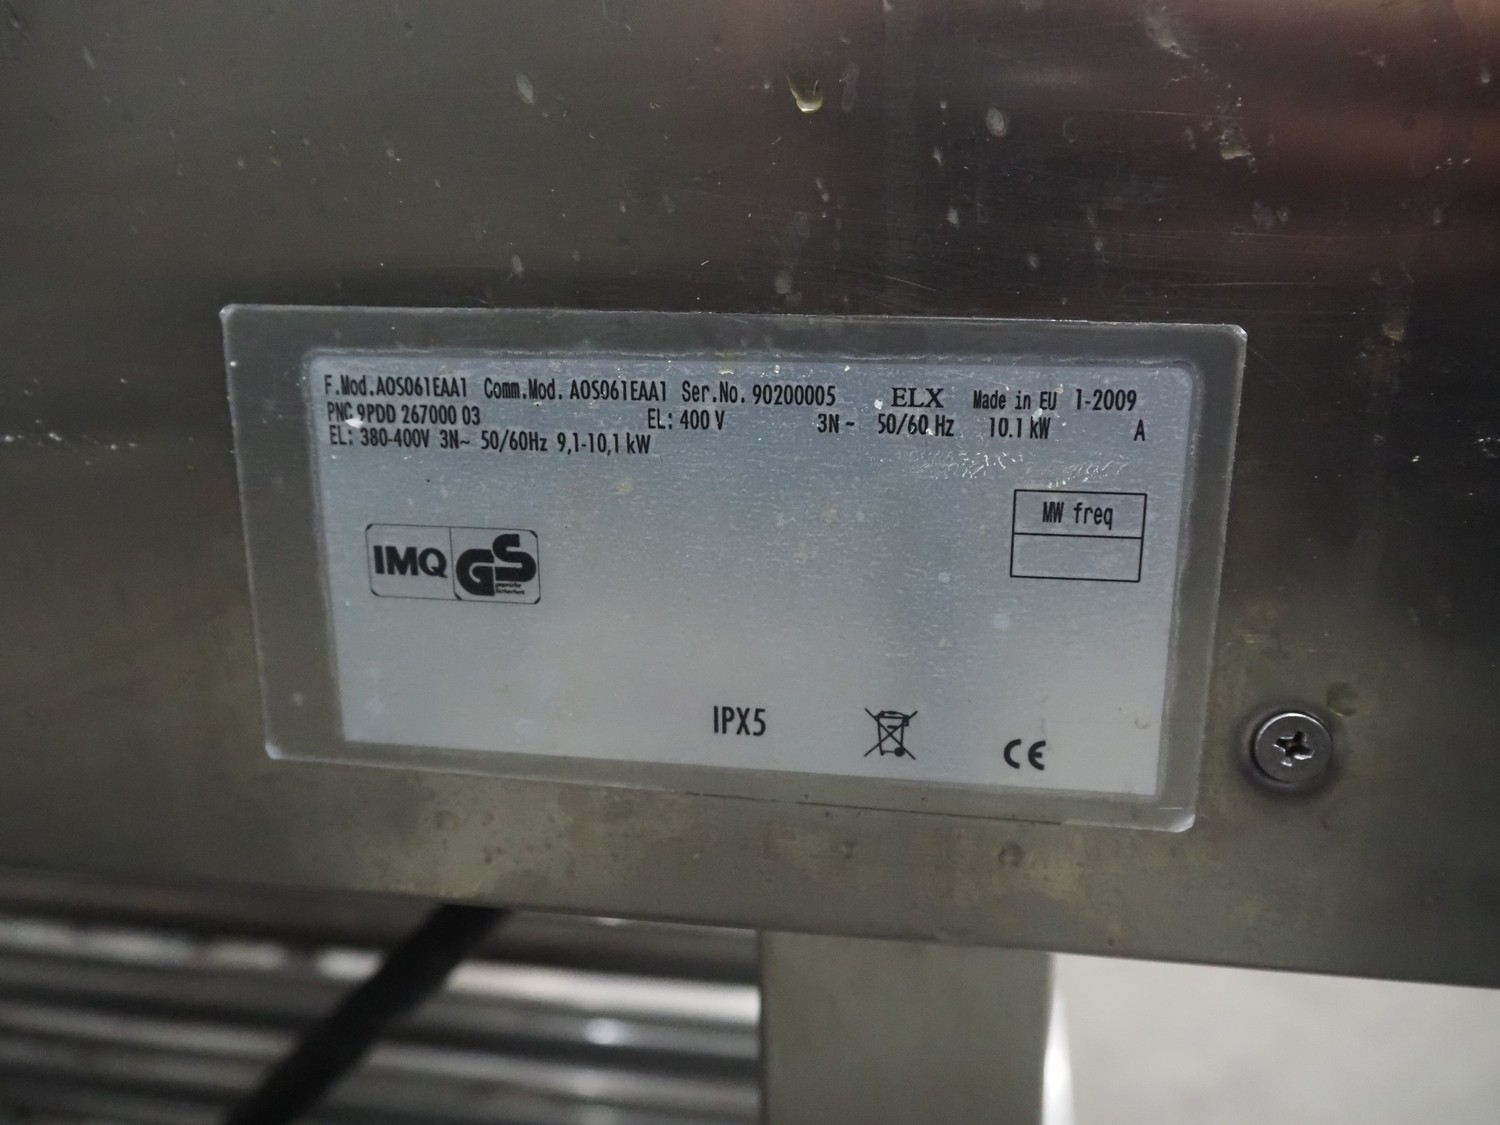 F.Mod.AOS061EAA1 Comm.Mod. AOS061EAA1 Ser.No. 90200005 ELX Made in EU 1-2009
PNC 9PDD 267000 03 EL: 400 V 3N~ 50/60 Hz 10.1 kW A
EL: 380-400V 3N~ 50/60Hz 9,1-10,1 kW
MW freq
IMQ GS
geprüfte
Sicherheit
IPX5
CE